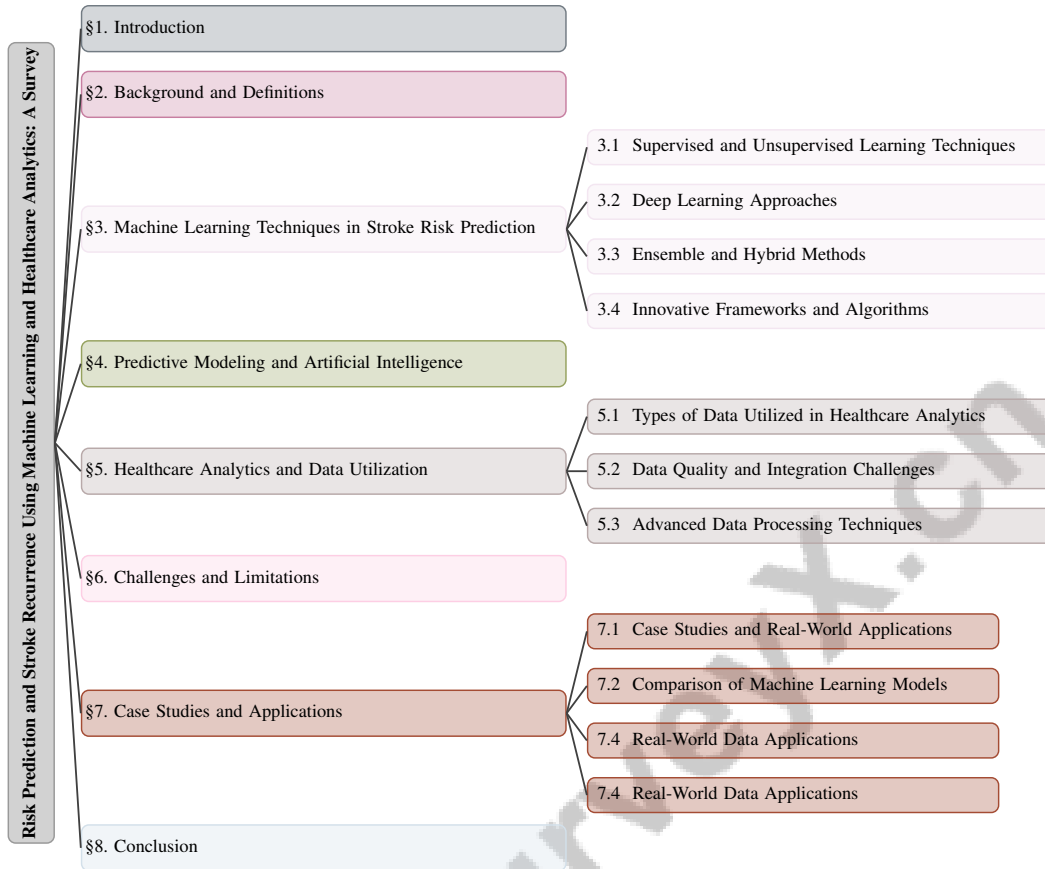 Risk Prediction and Stroke Recurrence Using Machine Learning and Healthcare Analytics: A Survey
§1. Introduction
§2. Background and Definitions
§3. Machine Learning Techniques in Stroke Risk Prediction
3.1 Supervised and Unsupervised Learning Techniques
3.2 Deep Learning Approaches
3.3 Ensemble and Hybrid Methods
3.4 Innovative Frameworks and Algorithms
§4. Predictive Modeling and Artificial Intelligence
§5. Healthcare Analytics and Data Utilization
5.1 Types of Data Utilized in Healthcare Analytics
5.2 Data Quality and Integration Challenges
5.3 Advanced Data Processing Techniques
§6. Challenges and Limitations
§7. Case Studies and Applications
7.1 Case Studies and Real-World Applications
7.2 Comparison of Machine Learning Models
7.4 Real-World Data Applications
7.4 Real-World Data Applications
§8. Conclusion
urveyx.cn